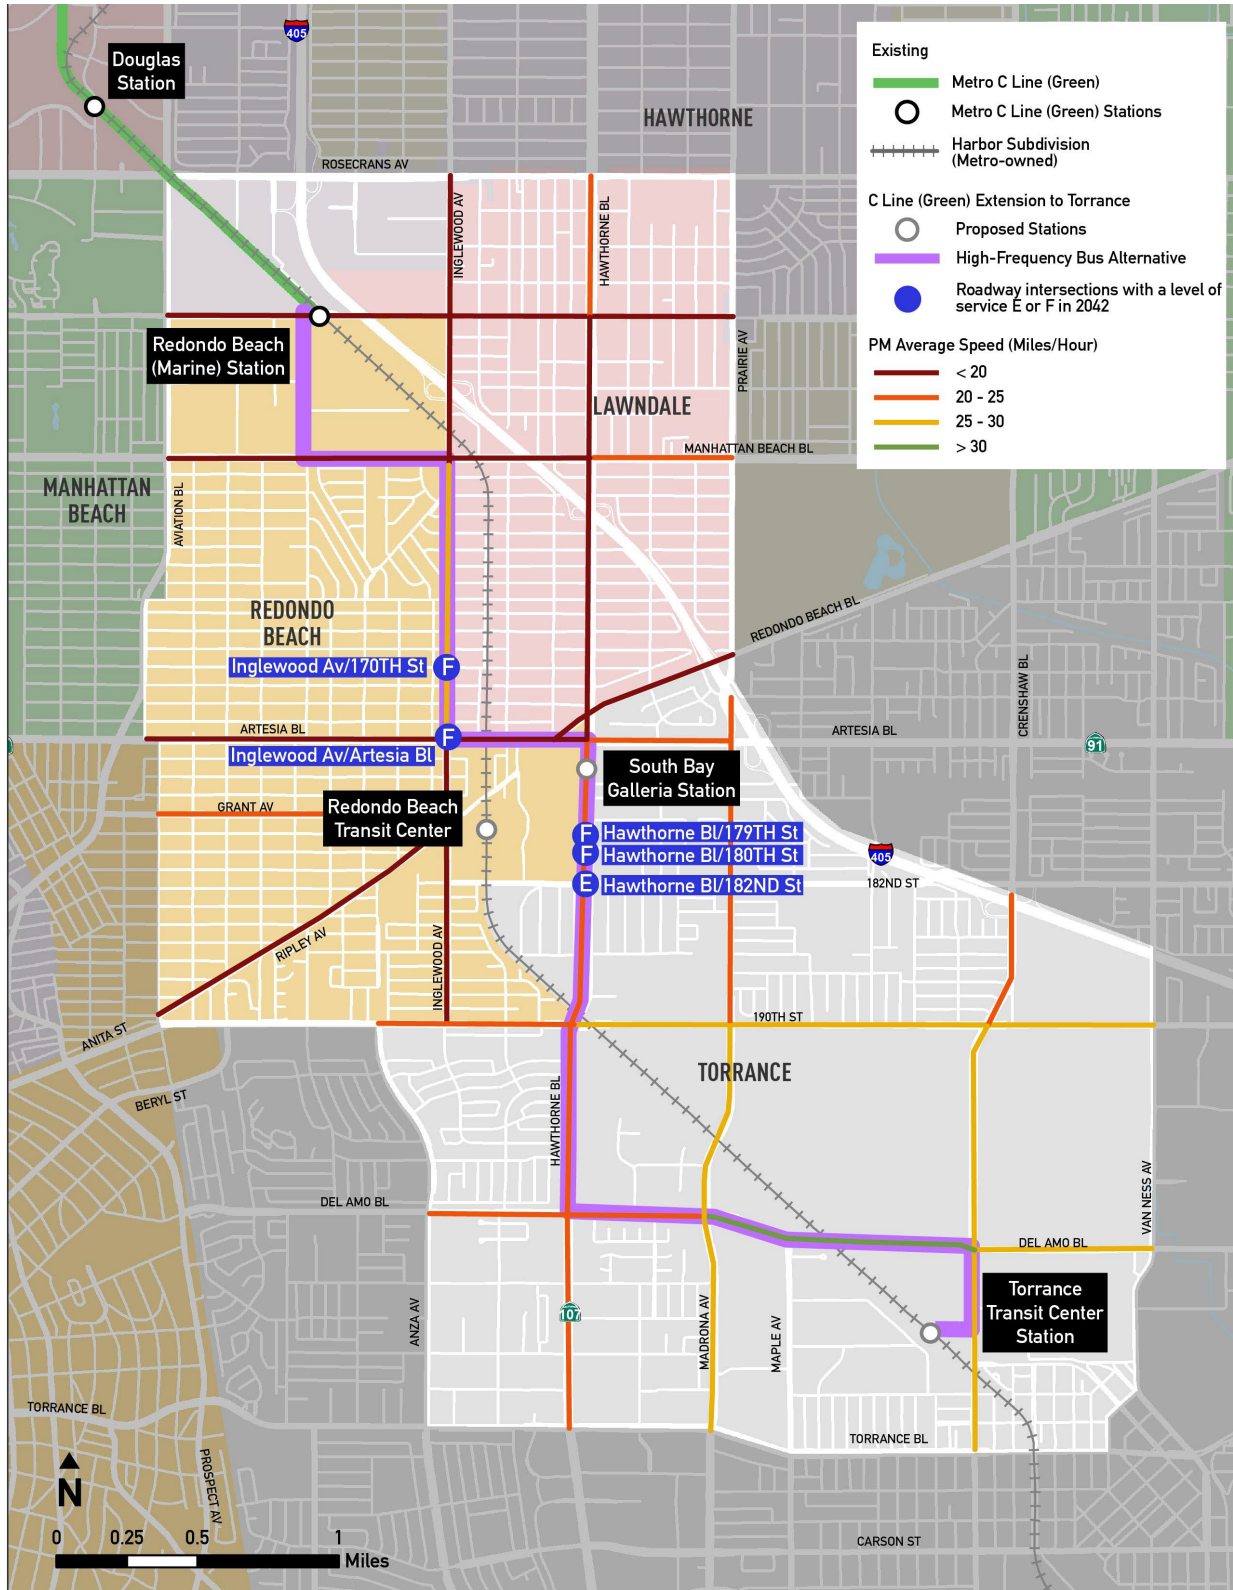 405
Douglas
Station
HAWTHORNE
ROSECRANS AV
Existing
Metro C Line (Green)
Metro C Line (Green) Stations
Harbor Subdivision
(Metro-owned)
C Line (Green) Extension to Torrance
Proposed Stations
High-Frequency Bus Alternative
Roadway intersections with a level of
service E or F in 2042
PM Average Speed (Miles/Hour)
< 20
20 - 25
25 - 30
> 30
INGLEWOOD AV
HAWTHORNE BL
Redondo Beach
(Marine) Station
PRAIRIE AV
LAWNDALE
MANHATTAN BEACH BL
MANHATTAN
BEACH
AVIATION BL
REDONDO
BEACH
REDONDO BEACH BL
Inglewood Av/170TH St
F
CRENSHAW BL
ARTESIA BL
F
ARTESIA BL
91
Inglewood Av/Artesia Bl
South Bay
Galleria Station
GRANT AV
Redondo Beach
Transit Center
F
Hawthorne Bl/179TH St
F
Hawthorne Bl/180TH St
405
E
Hawthorne Bl/182ND St
182ND ST
RIPLEY AV
INGLEWOOD AV
190TH ST
ANITA ST
TORRANCE
BERYL ST
HAWTHORNE BL
VAN NESS AV
DEL AMO BL
DEL AMO BL
Torrance
Transit Center
Station
107
ANZA AV
MADRONA AV
MAPLE AV
TORRANCE BL
TORRANCE BL
PROSPECT AV
N
CARSON ST
0 0.25 0.5 1
Miles